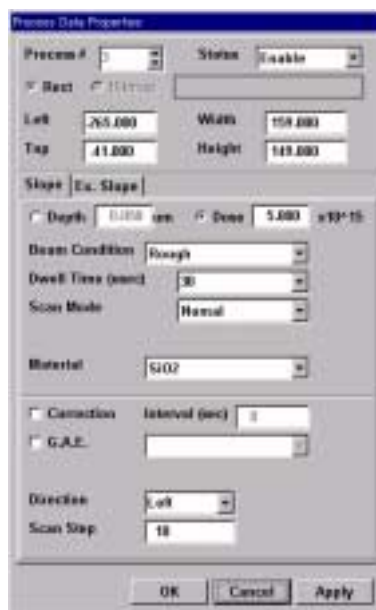 Process Data Properties
Process # 3 Status Enable
Rect Mirror
Left -265.000 Width 159.000
Top 41.000 Height 149.000
Slope Ex. Slope
Depth um Dose 5.000 x10^15
Beam Condition Rough
Dwell Time (usec) 30
Scan Mode Normal
Material SiO2
Correction Interval (sec)
G.A.E.
Direction Left
Scan Step 10
OK Cancel Apply